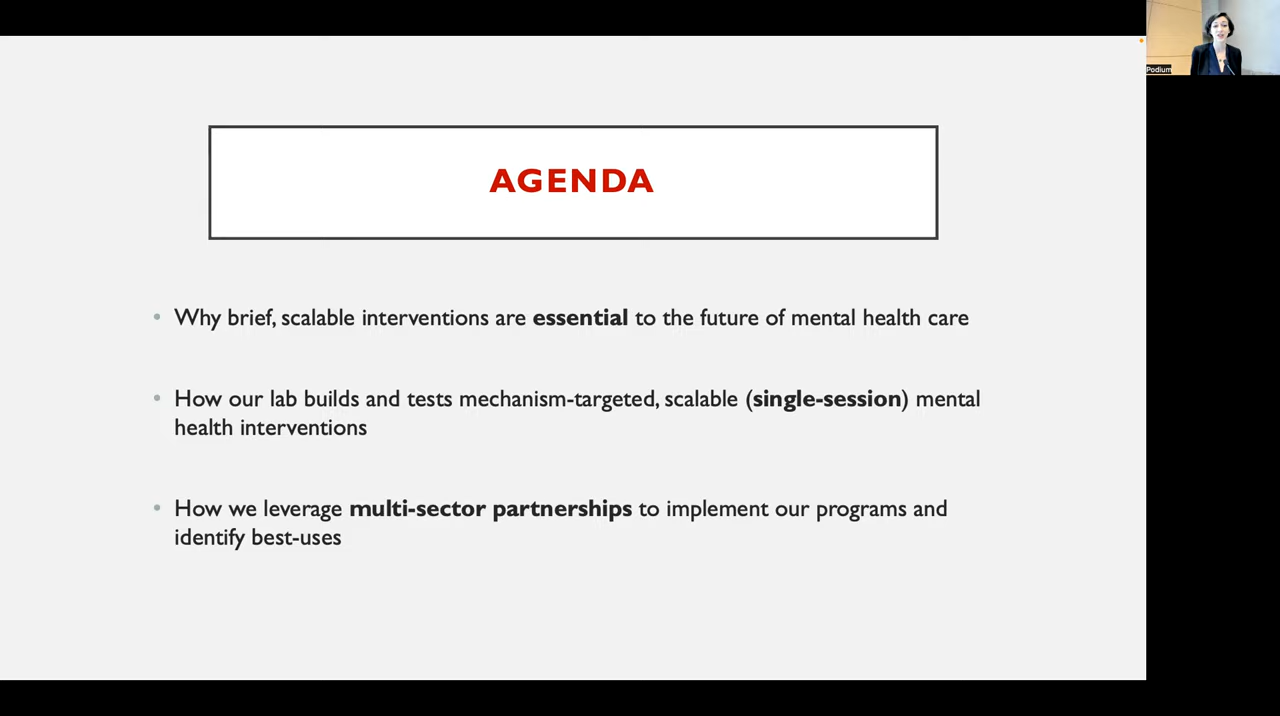 AGENDA
• Why brief, scalable interventions are essential to the future of mental health care
• How our lab builds and tests mechanism-targeted, scalable (single-session) mental
health interventions
• How we leverage multi-sector partnerships to implement our programs and
identify best-uses
Podium